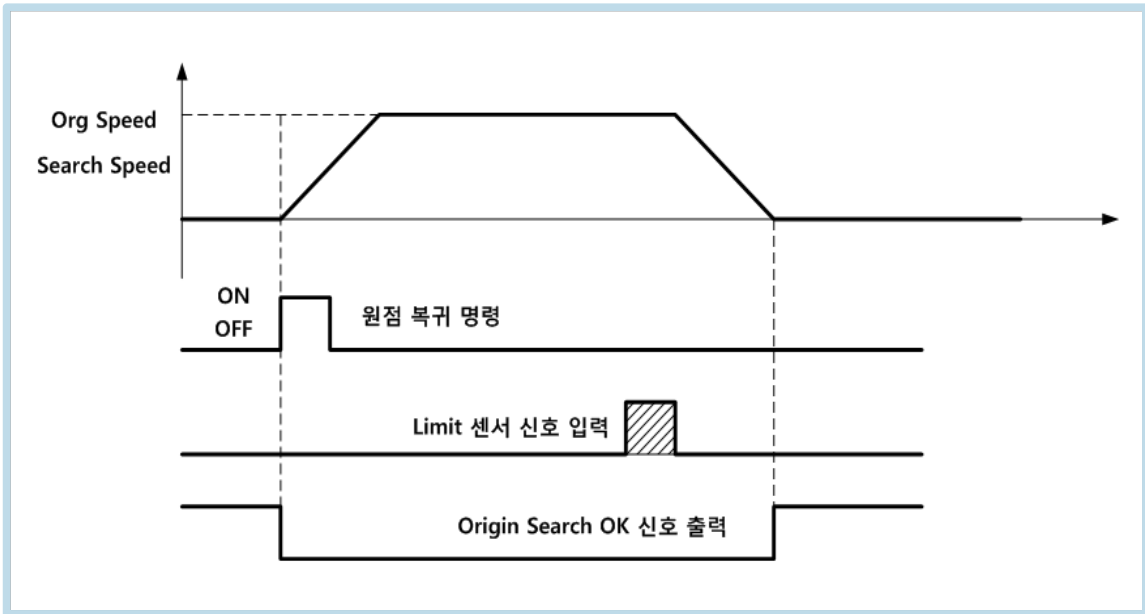 Org Speed
Search Speed
ON
OFF
원점 복귀 명령
Limit 센서 신호 입력
Origin Search OK 신호 출력